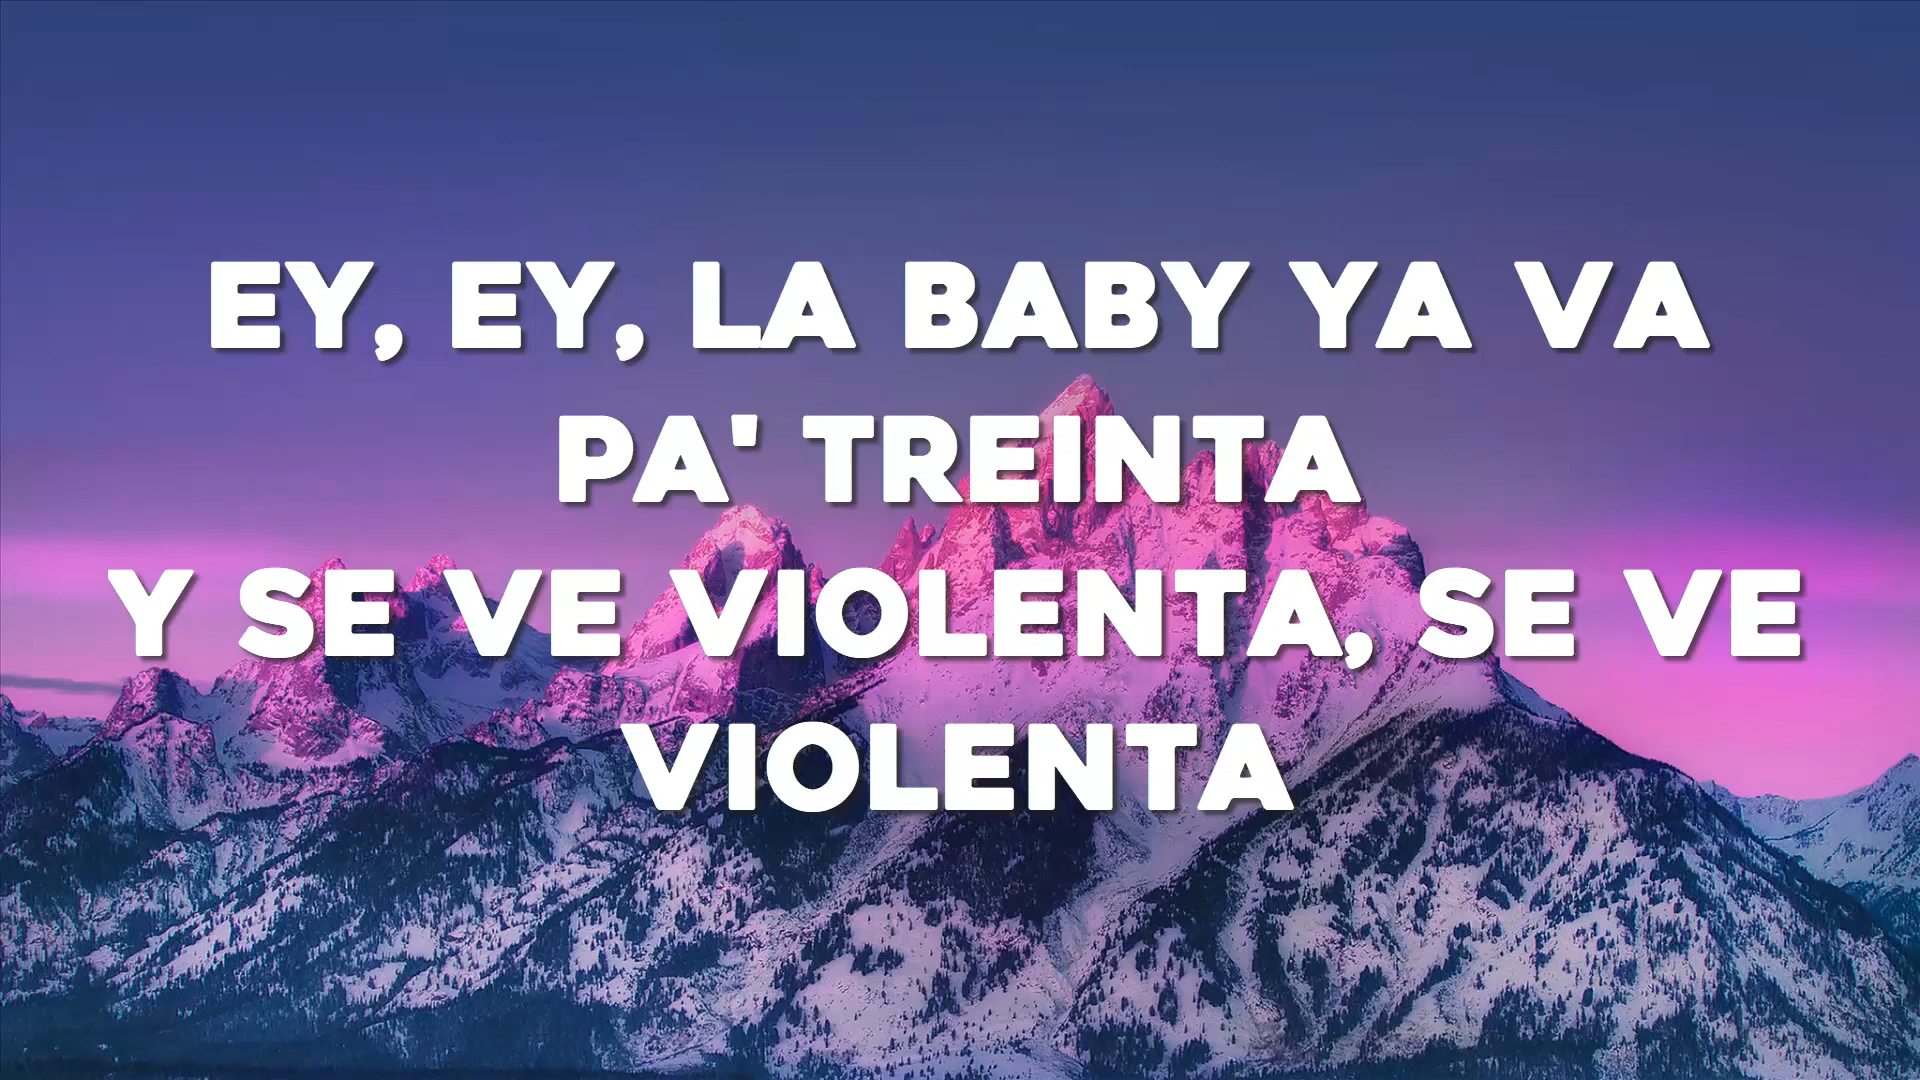 EY, EY, LA BABY YA VA
PA' TREINTA
Y SE VE VIOLENTA, SE VE
VIOLENTA